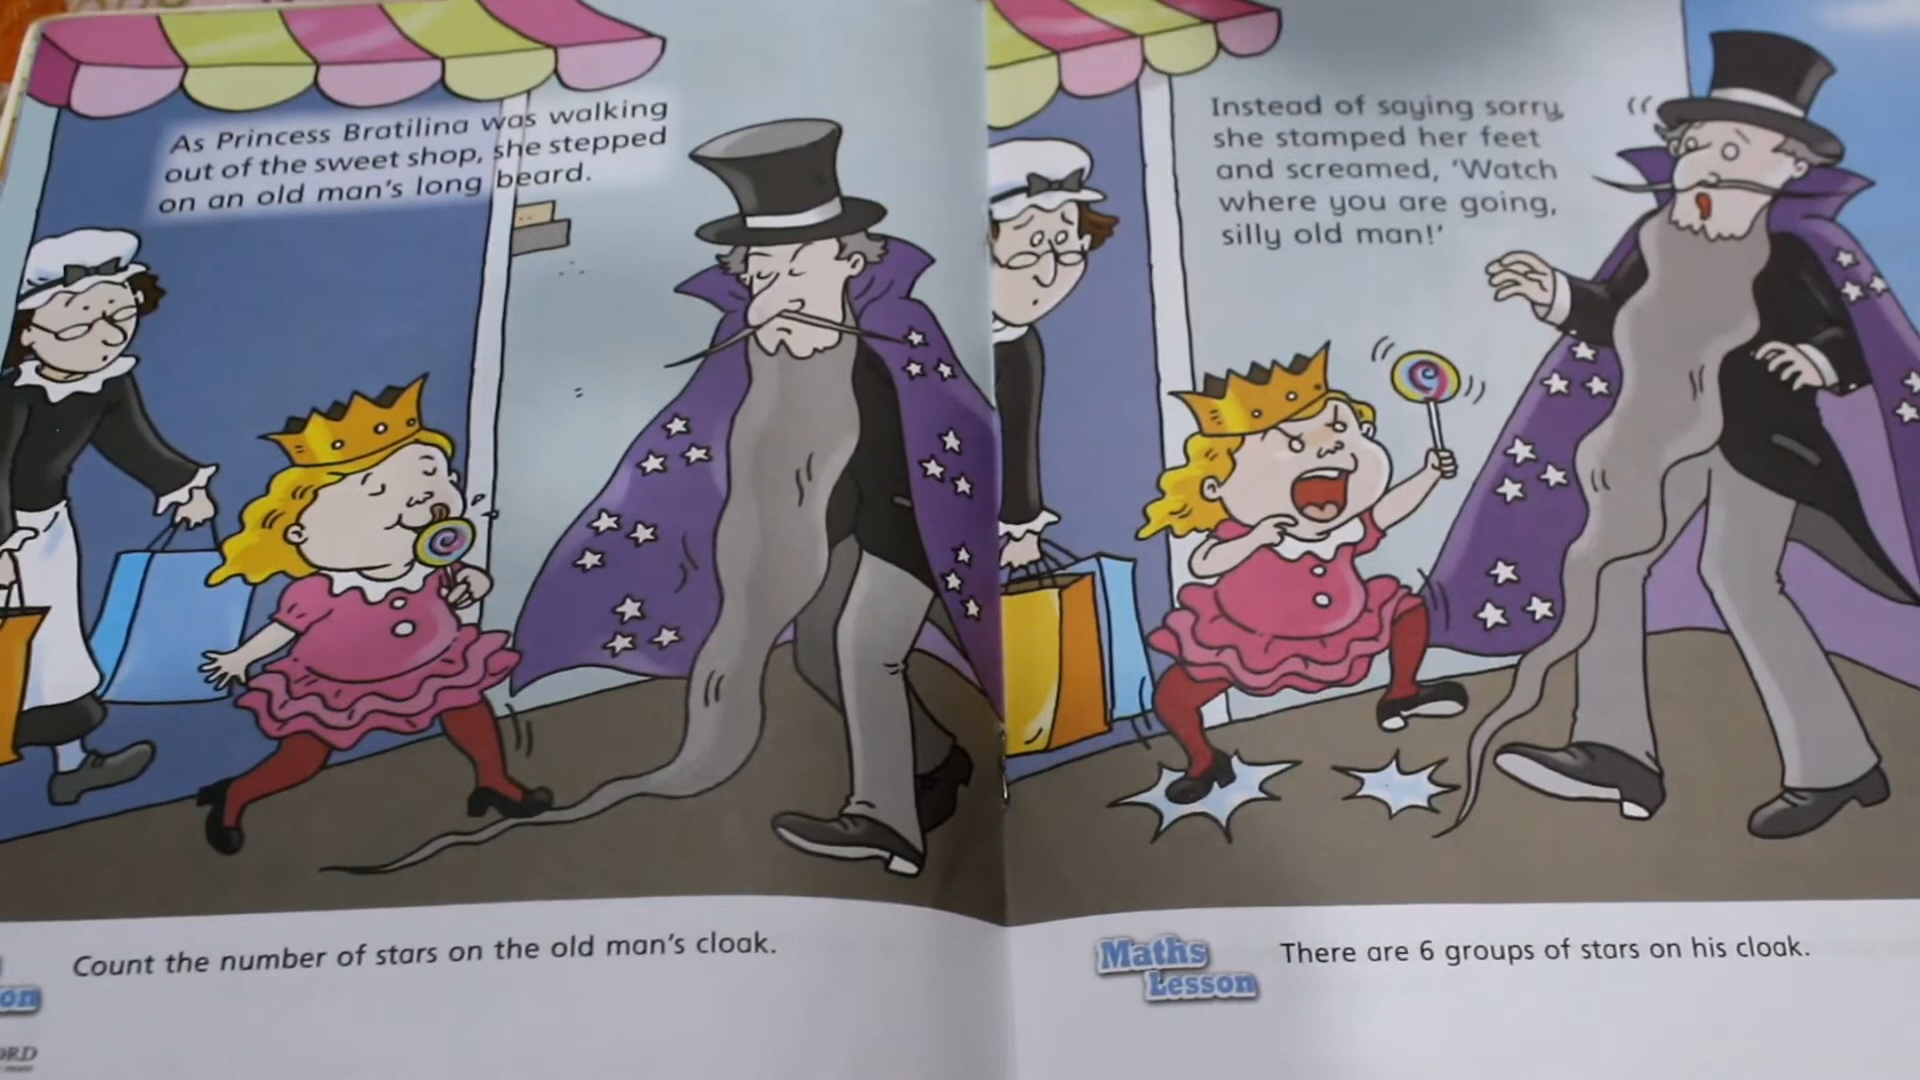 As Princess Bratilina was walking
out of the sweet shop, she stepped
on an old man's long beard.
Instead of saying sorry,
she stamped her feet
and screamed, 'Watch
where you are going,
silly old man!'
Count the number of stars on the old man's cloak.
Maths
Lesson
There are 6 groups of stars on his cloak.